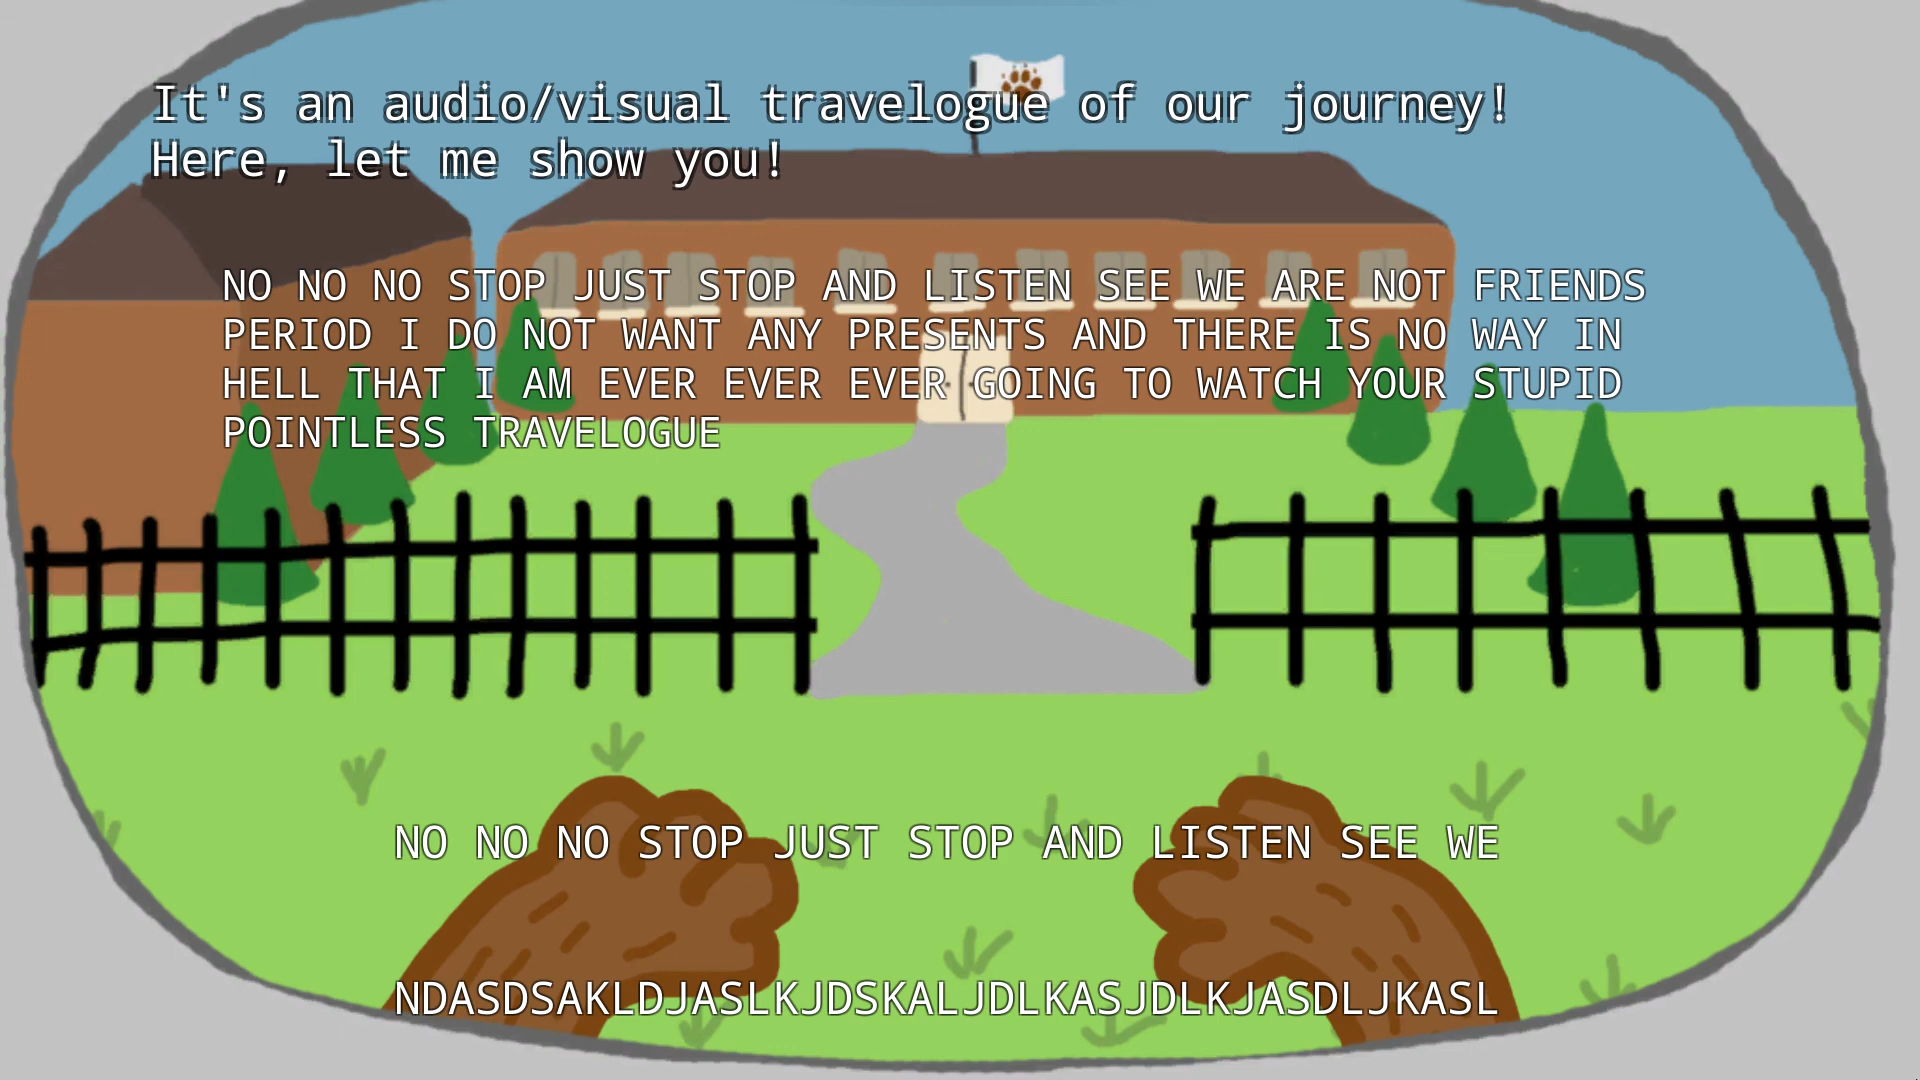 It's an audio/visual travelogue of our journey!
Here, let me show you!
NO NO NO STOP JUST STOP AND LISTEN SEE WE ARE NOT FRIENDS
PERIOD I DO NOT WANT ANY PRESENTS AND THERE IS NO WAY IN
HELL THAT I AM EVER EVER EVER GOING TO WATCH YOUR STUPID
POINTLESS TRAVELOGUE
NO NO NO STOP JUST STOP AND LISTEN SEE WE
NDASDSAKLDJASLKJDSKALJDLKASJDLKJASDLJKASL